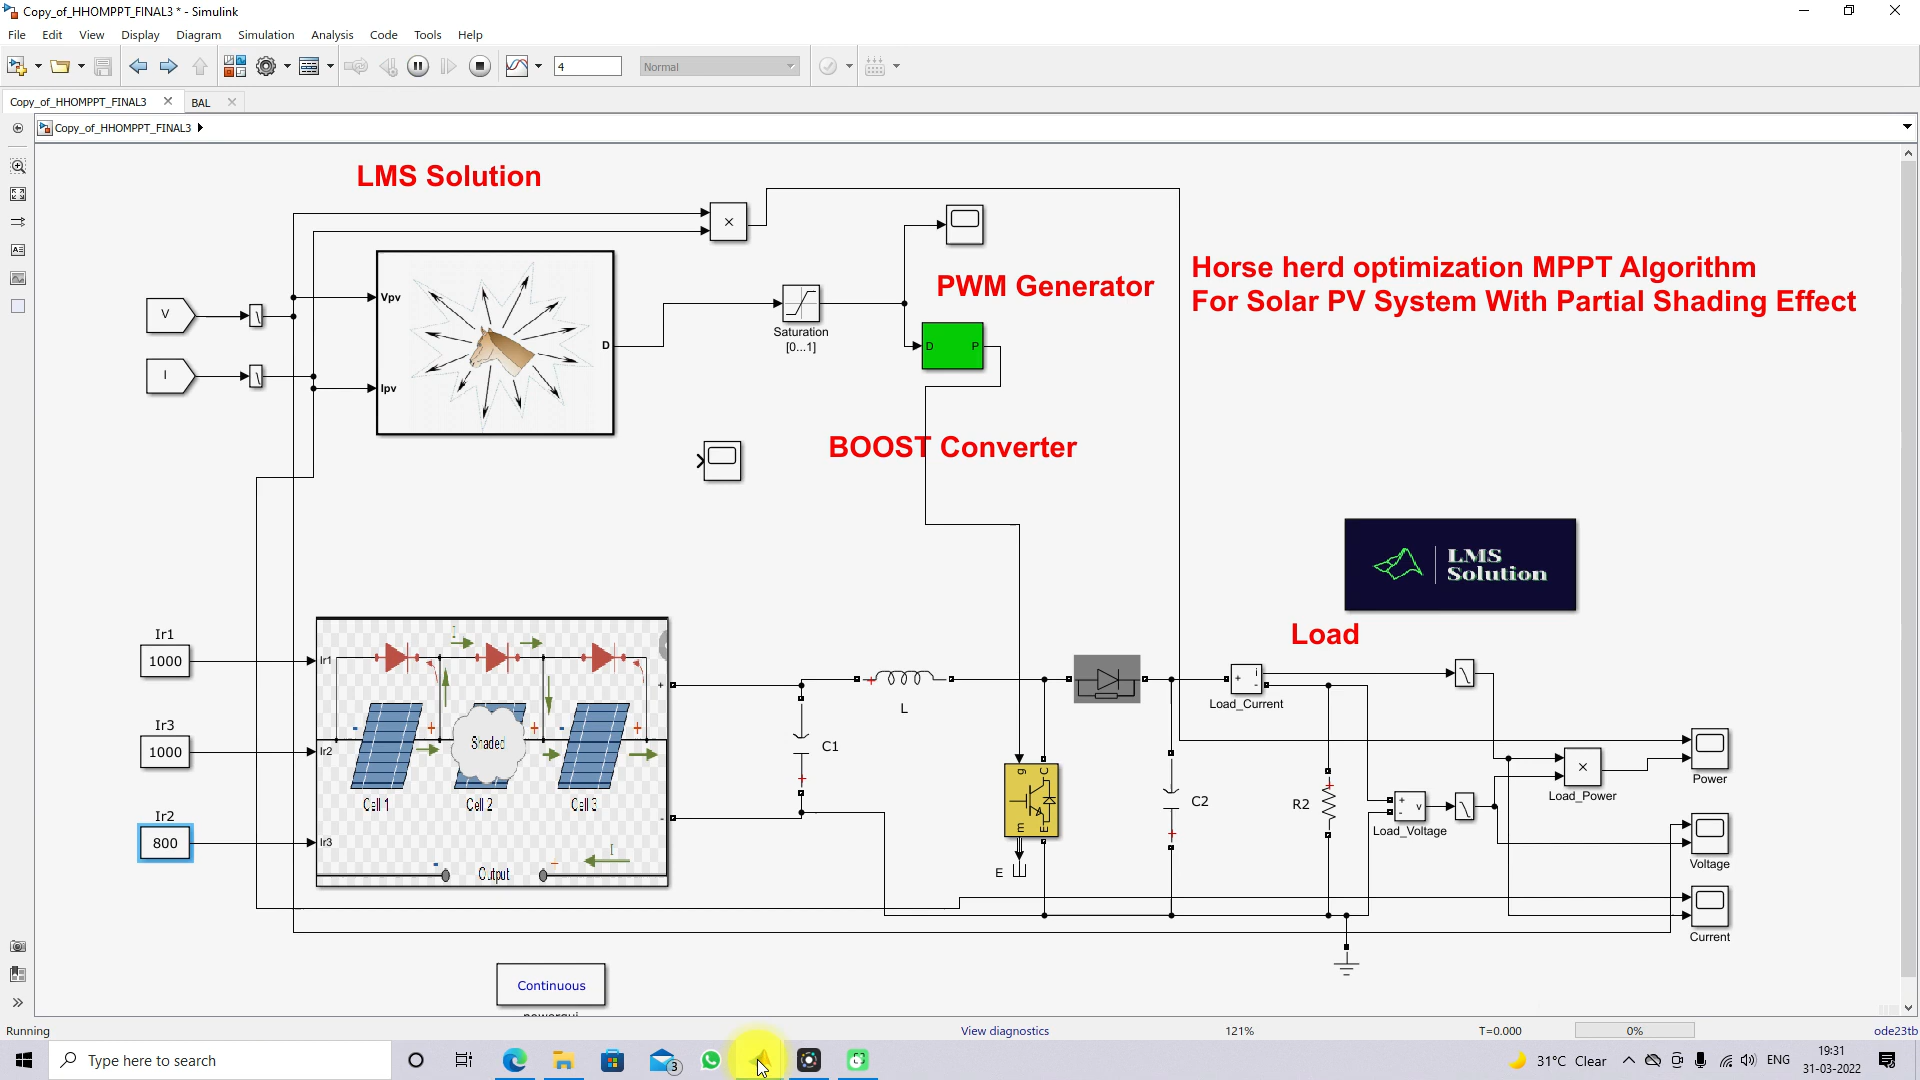 Copy_of_HHOMPPT_FINAL3 * - Simulink
File Edit View Display Diagram Simulation Analysis Code Tools Help
4
Normal
Copy_of_HHOMPPT_FINAL3
BAL
Copy_of_HHOMPPT_FINAL3
LMS Solution
×
Horse herd optimization MPPT Algorithm
For Solar PV System With Partial Shading Effect
PWM Generator
V
I
Vpv
Ipv
D
Saturation
[0...1]
D P
BOOST Converter
LMS
Solution
Load
Ir1
1000
Ir3
1000
Ir2
800
Ir1
Ir2
Ir3
Shaded
Cell 1
Cell 2
Cell 3
I
Output
+
-
L
C1
g C
m E
E
C2
Load_Current
+ i
-
R2
+ v
-
Load_Voltage
×
Load_Power
Power
Voltage
Current
Continuous
Running
View diagnostics
121%
T=0.000
0%
ode23tb
Type here to search
3
31°C Clear
ENG
19:31
31-03-2022